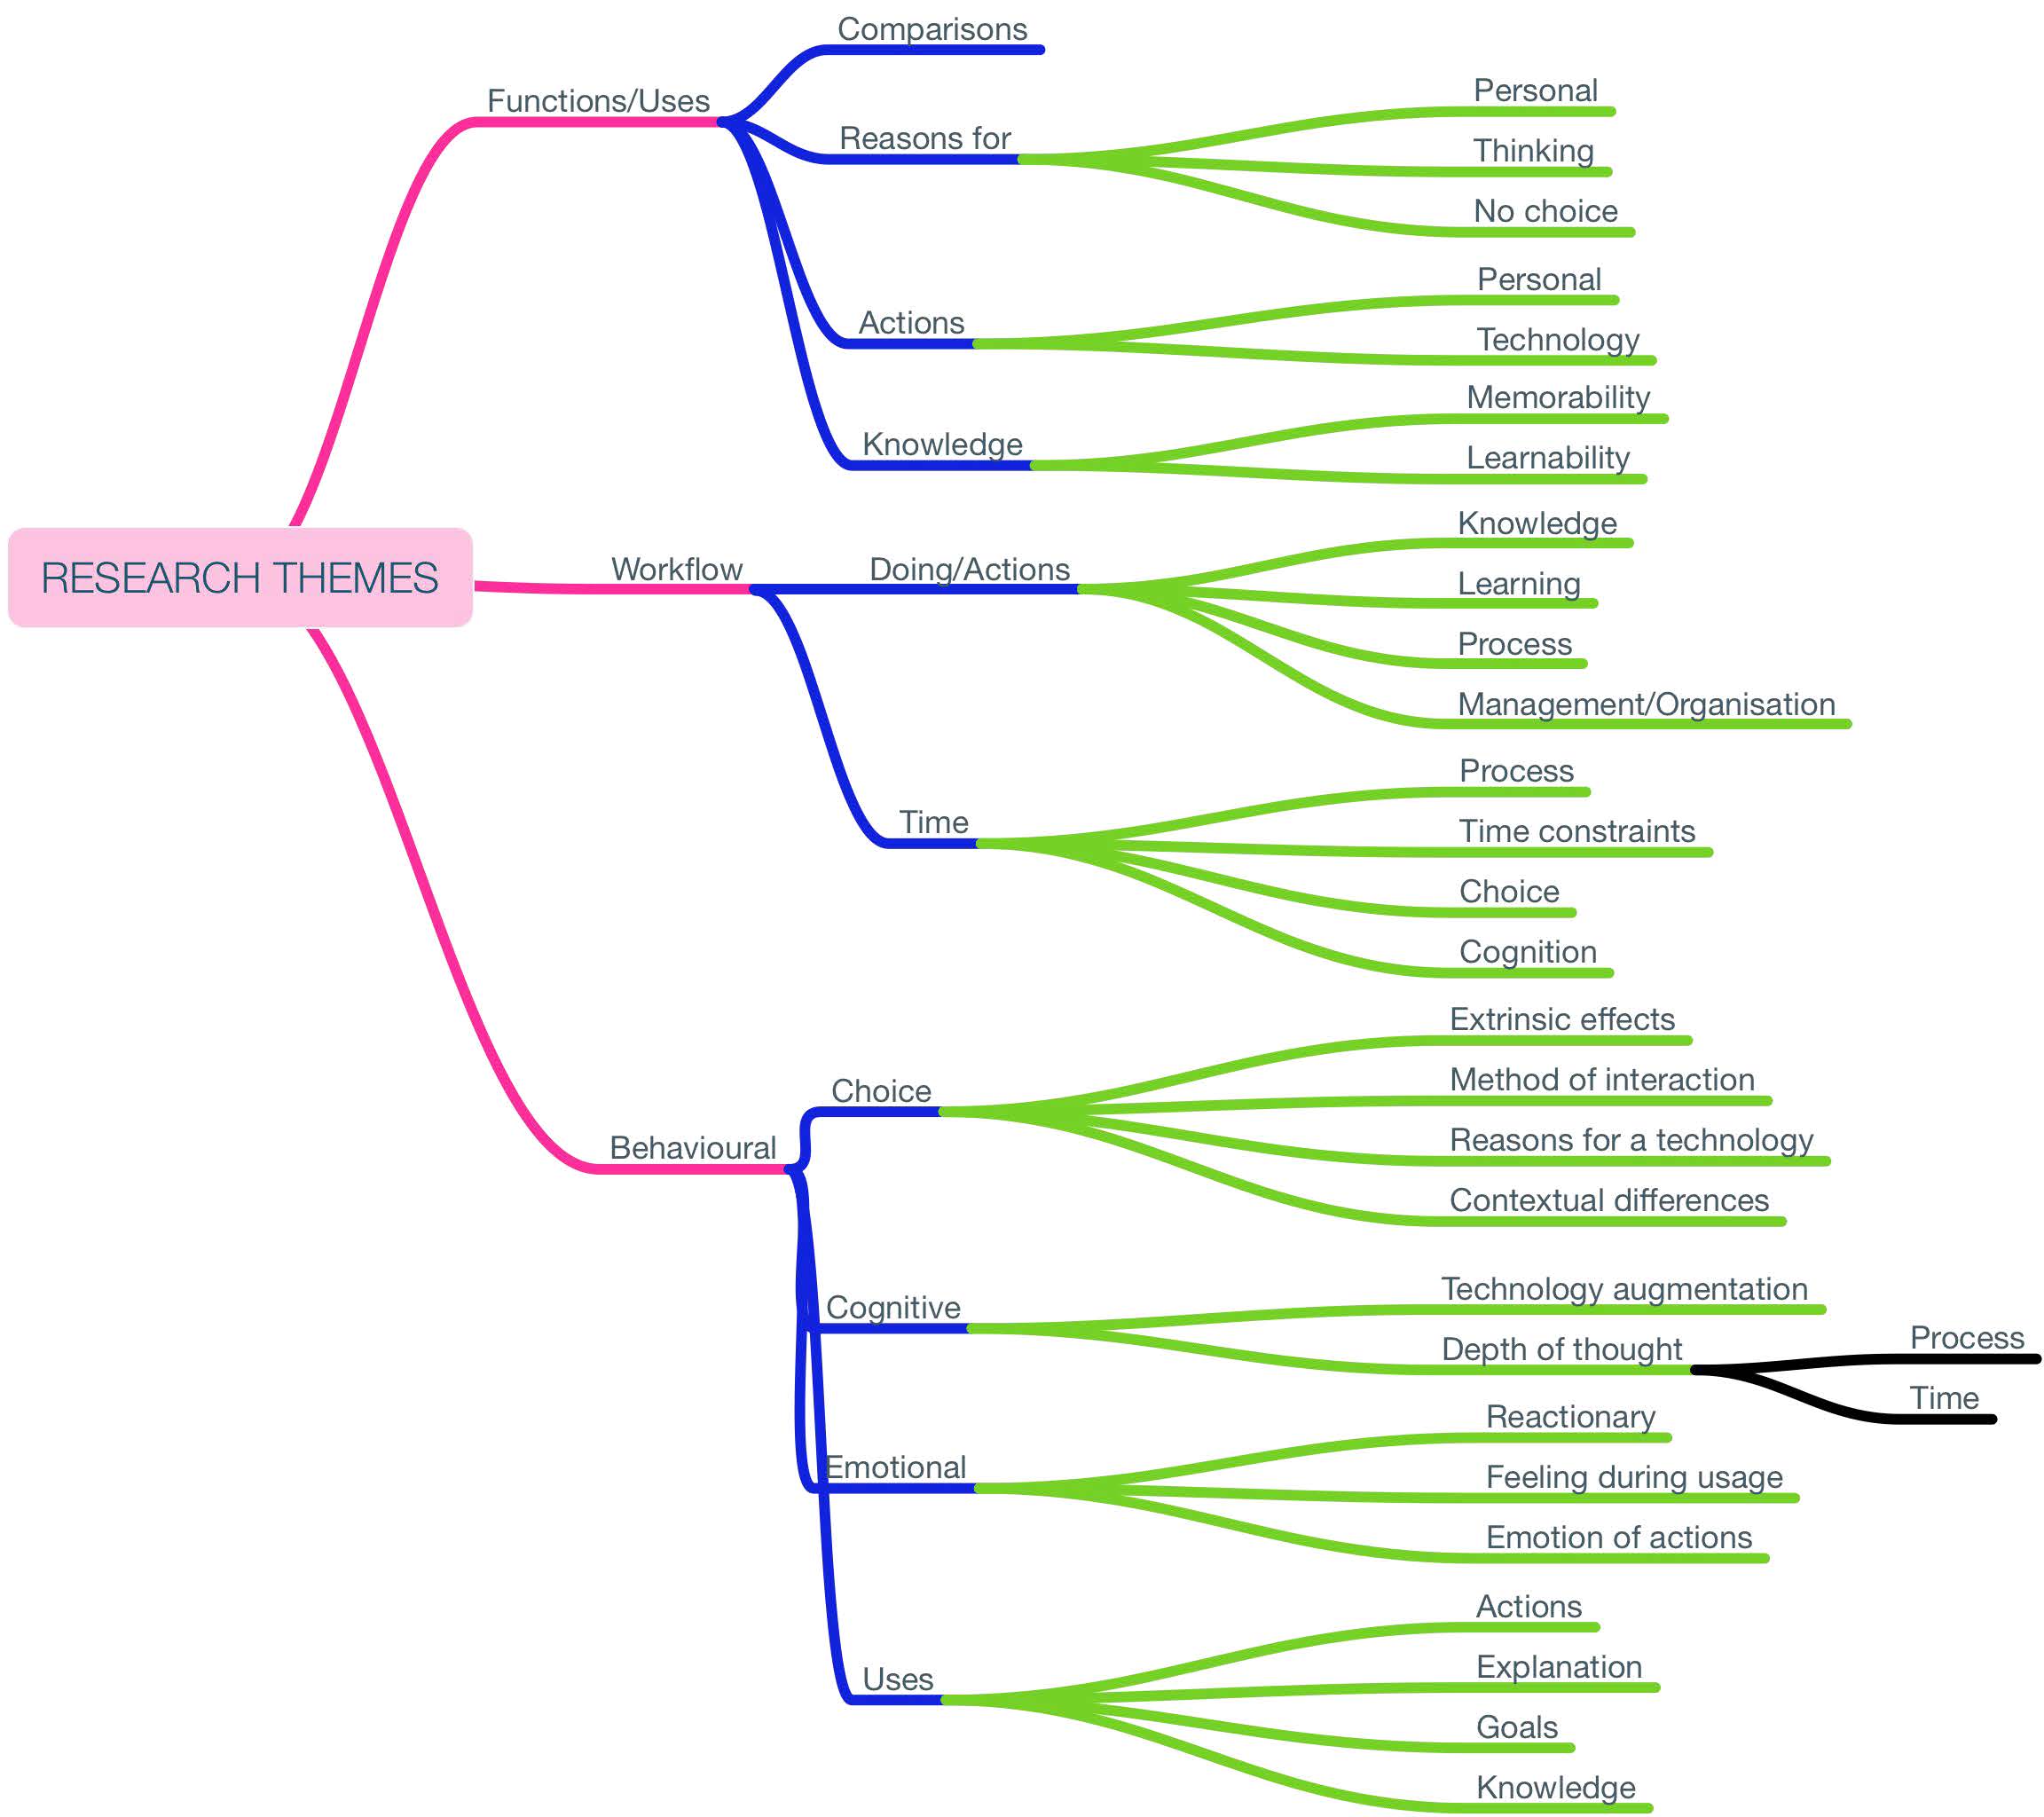 RESEARCH THEMES
Functions/Uses
Comparisons
Reasons for
Personal
Thinking
No choice
Actions
Personal
Technology
Knowledge
Memorability
Learnability
Workflow
Doing/Actions
Knowledge
Learning
Process
Management/Organisation
Time
Process
Time constraints
Choice
Cognition
Behavioural
Choice
Extrinsic effects
Method of interaction
Reasons for a technology
Contextual differences
Cognitive
Technology augmentation
Depth of thought
Process
Time
Emotional
Reactionary
Feeling during usage
Emotion of actions
Uses
Actions
Explanation
Goals
Knowledge